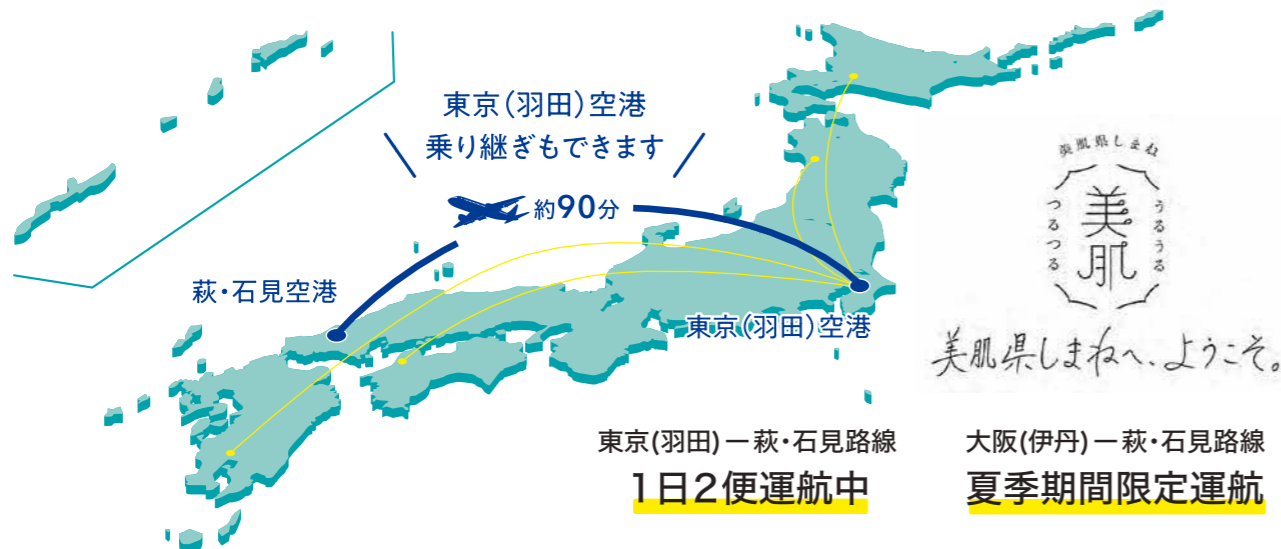 東京（羽田）空港
乗り継ぎもできます
約90分
萩・石見空港
東京（羽田）空港
美肌県しまね
つるつる
美肌
うるうる
美肌県しまねへ、ようこそ。
東京(羽田)－萩・石見路線
1日2便運航中
大阪(伊丹)－萩・石見路線
夏季期間限定運航